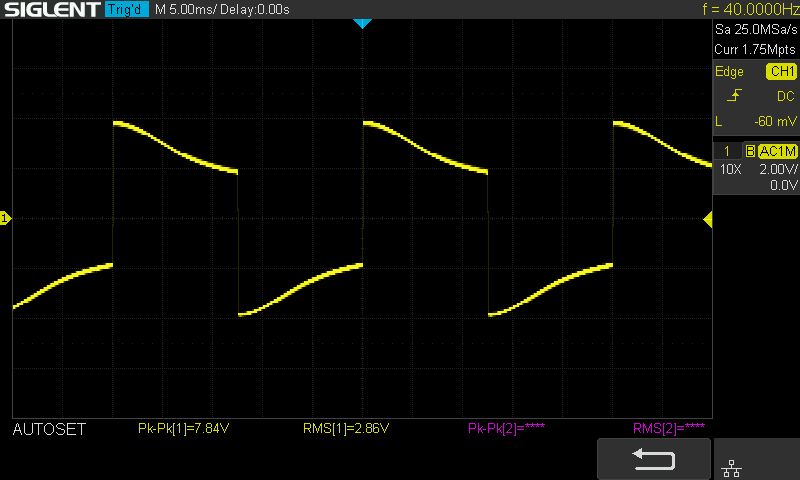 SIGLENT Trig'd M 5.00ms/ Delay:0.00s f = 40.0000Hz
Sa 25.0MSa/s
Curr 1.75Mpts
Edge CH1
DC
L -60 mV
1 B AC1M
10X 2.00V/
0.0V
1
AUTOSET Pk-Pk[1]=7.84V RMS[1]=2.86V Pk-Pk[2]=**** RMS[2]=****